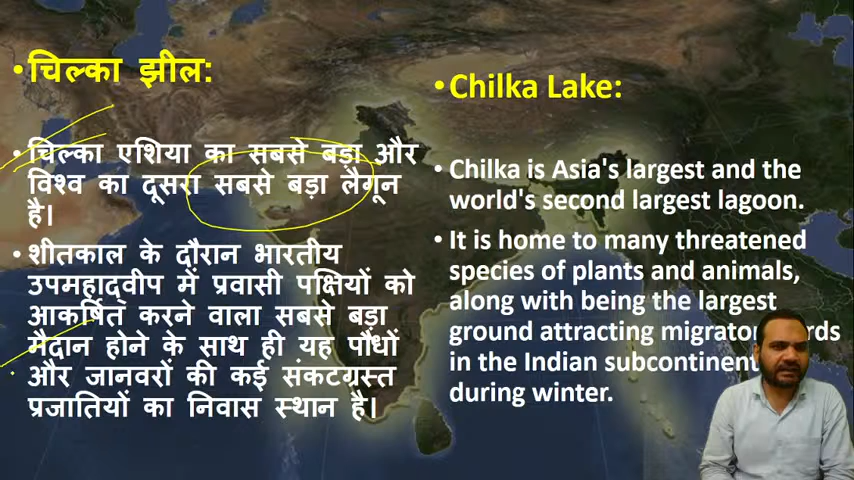 • चिल्का झील:
• चिल्का एशिया का सबसे बड़ा और
विश्व का दूसरा सबसे बड़ा लैगून
है।
• शीतकाल के दौरान भारतीय
उपमहाद्वीप में प्रवासी पक्षियों को
आकर्षित करने वाला सबसे बड़ा
मैदान होने के साथ ही यह पौधों
और जानवरों की कई संकटग्रस्त
प्रजातियों का निवास स्थान है।
• Chilka Lake:
• Chilka is Asia's largest and the
world's second largest lagoon.
• It is home to many threatened
species of plants and animals,
along with being the largest
ground attracting
in the Indian subcontinent
during winter.